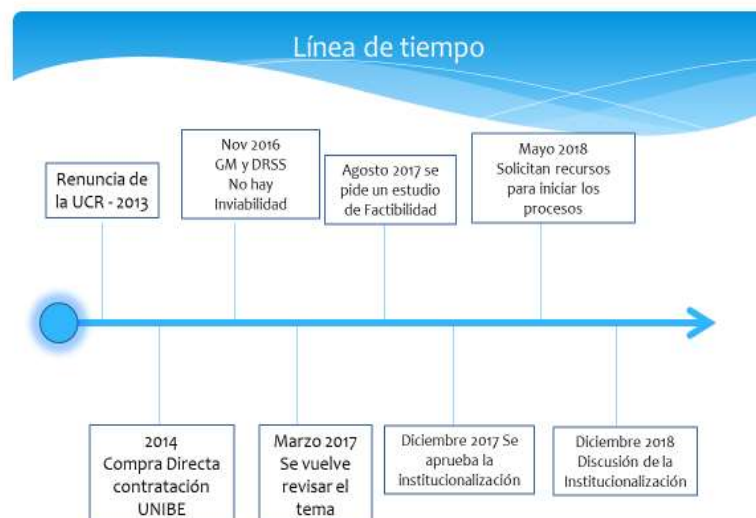 Línea de tiempo
Renuncia de
la UCR - 2013
Nov 2016
GM y DRSS
No hay
Inviabilidad
Agosto 2017 se
pide un estudio
de Factibilidad
Mayo 2018
Solicitan recursos
para iniciar los
procesos
2014
Compra Directa
contratación
UNIBE
Marzo 2017
Se vuelve
revisar el
tema
Diciembre 2017 Se
aprueba la
institucionalización
Diciembre 2018
Discusión de la
Institucionalización